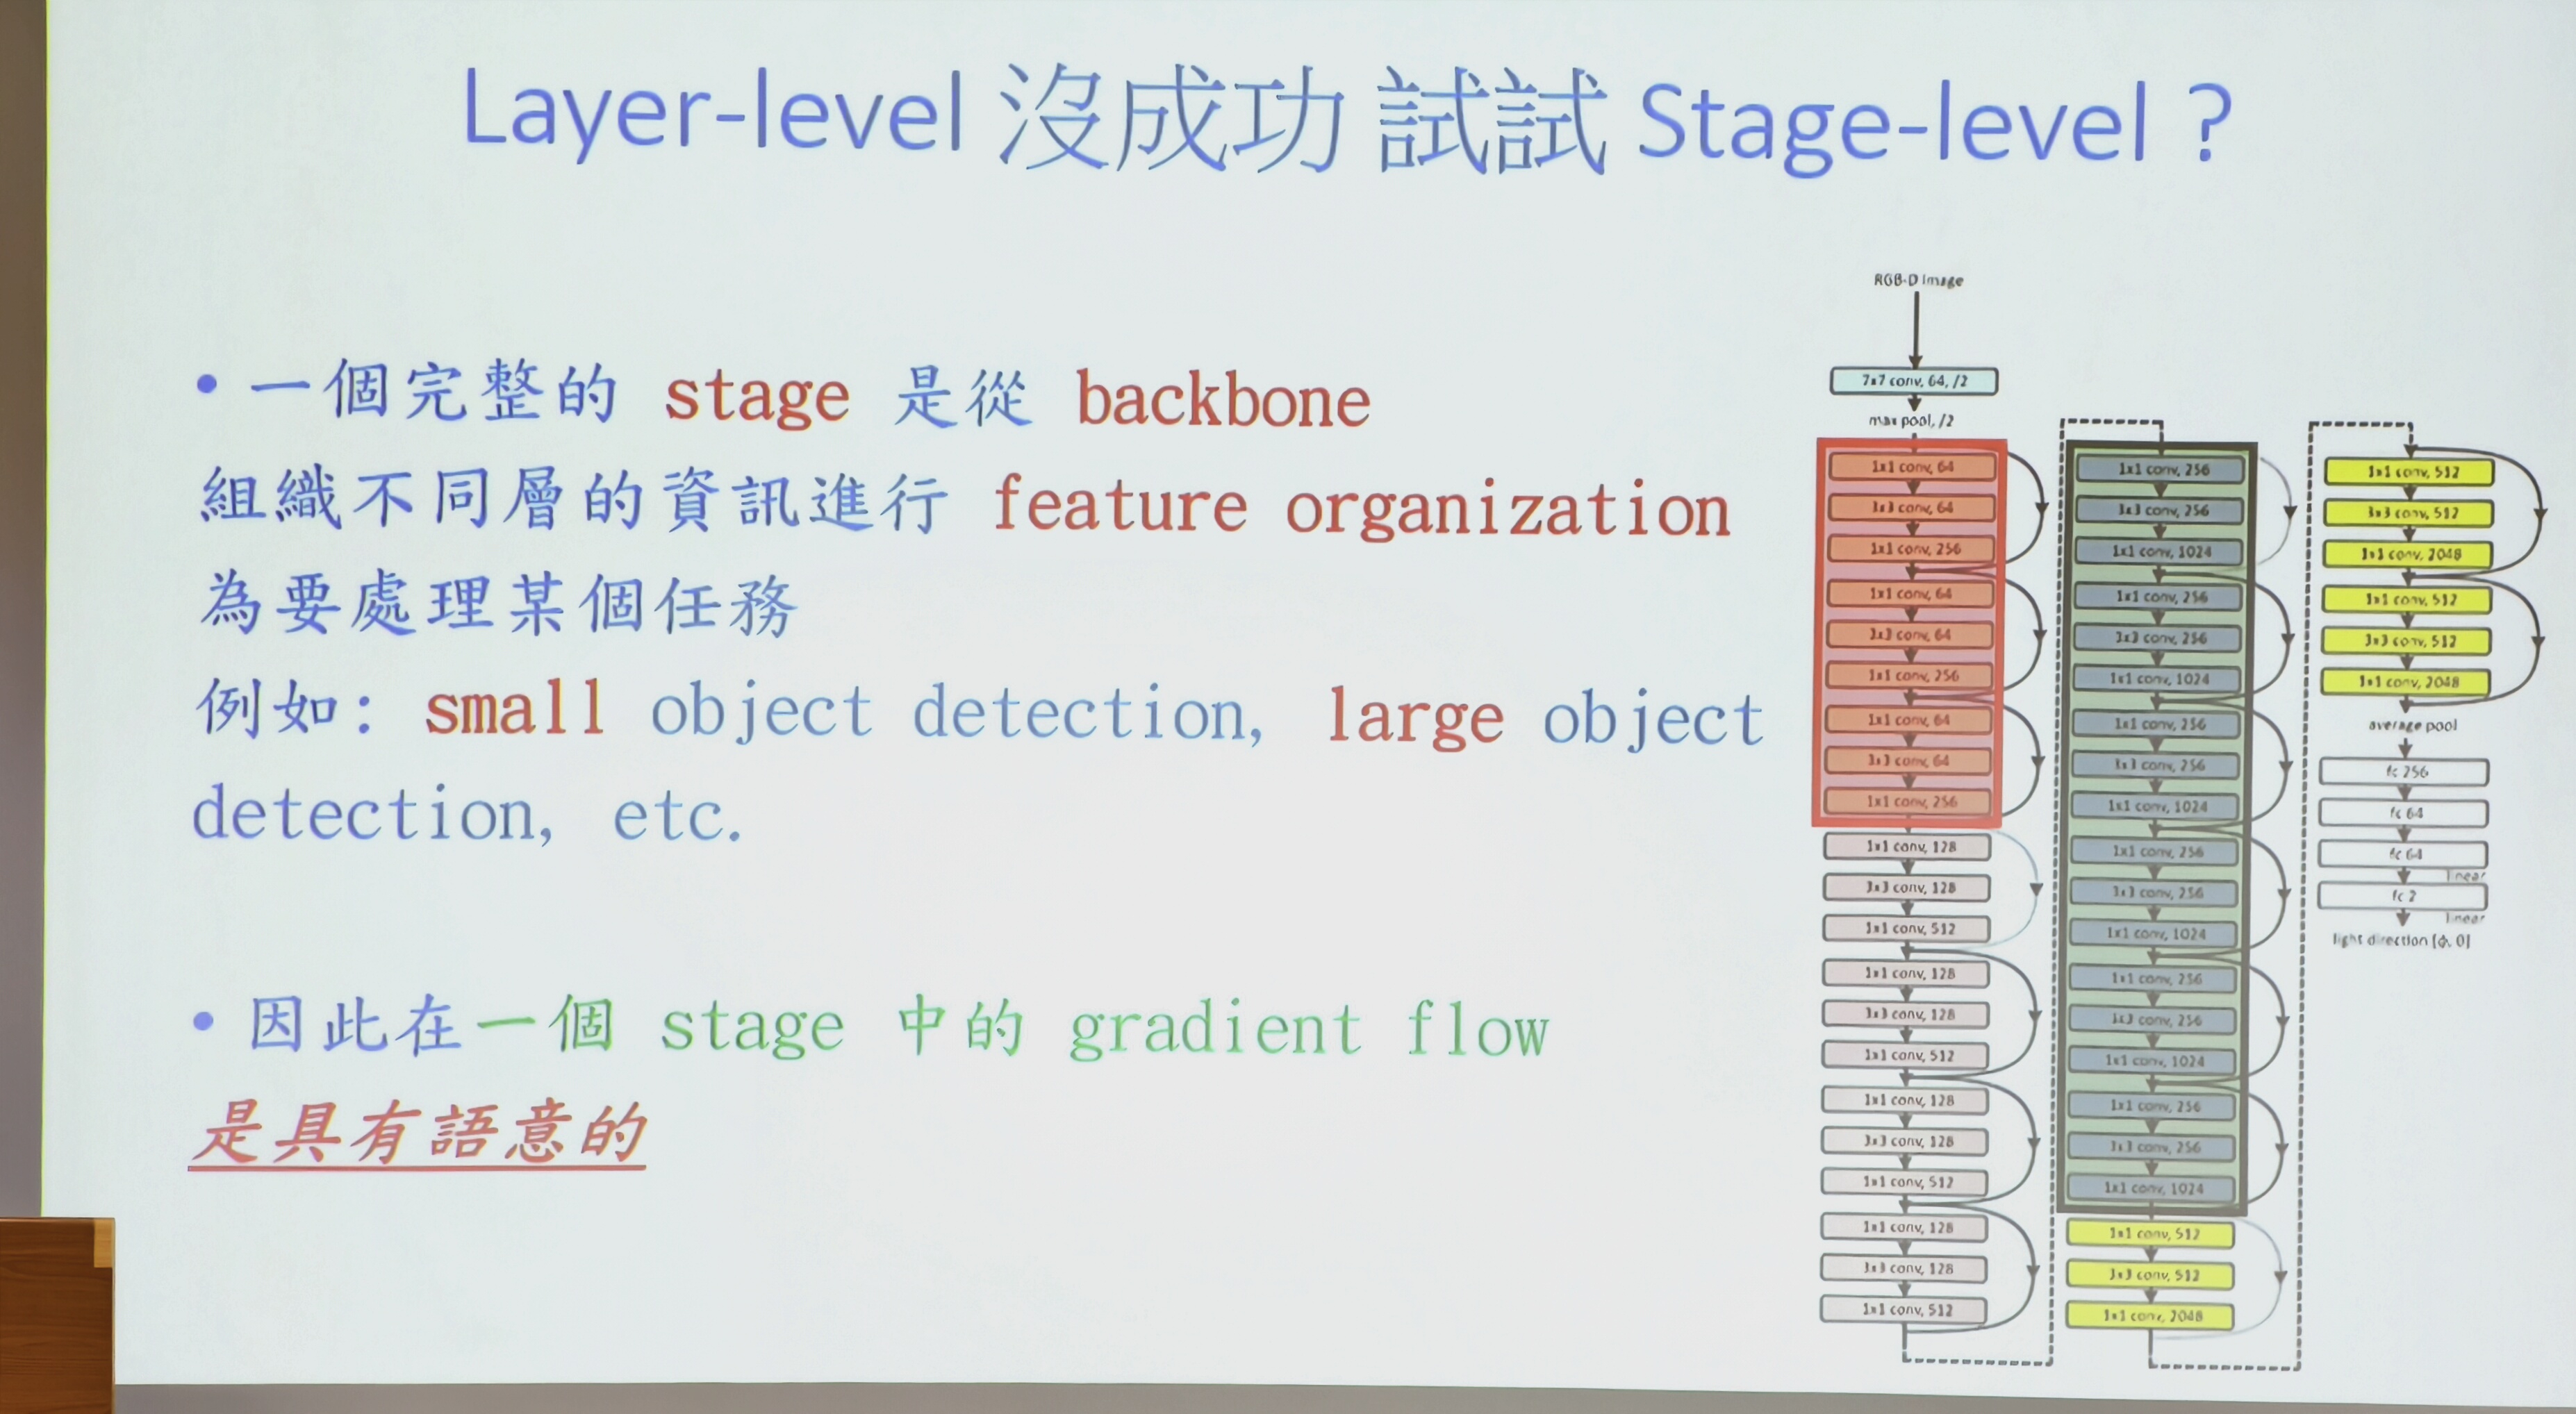 Layer-level 沒成功 試試 Stage-level ?
• 一個完整的 stage 是從 backbone
組織不同層的資訊進行 feature organization
為要處理某個任務
例如: small object detection, large object
detection, etc.
• 因此在一個 stage 中的 gradient flow
是具有語意的
RGB-D Image
7x7 conv, 64, /2
max pool, /2
1x1 conv, 64
3x3 conv, 64
1x1 conv, 256
1x1 conv, 64
3x3 conv, 64
1x1 conv, 256
1x1 conv, 64
3x3 conv, 64
1x1 conv, 256
1x1 conv, 128
3x3 conv, 128
1x1 conv, 512
1x1 conv, 128
3x3 conv, 128
1x1 conv, 512
1x1 conv, 128
3x3 conv, 128
1x1 conv, 512
1x1 conv, 128
3x3 conv, 128
1x1 conv, 512
1x1 conv, 256
3x3 conv, 256
1x1 conv, 1024
1x1 conv, 256
3x3 conv, 256
1x1 conv, 1024
1x1 conv, 256
3x3 conv, 256
1x1 conv, 1024
1x1 conv, 256
3x3 conv, 256
1x1 conv, 1024
1x1 conv, 256
3x3 conv, 256
1x1 conv, 1024
1x1 conv, 256
3x3 conv, 256
1x1 conv, 1024
1x1 conv, 512
3x3 conv, 512
1x1 conv, 2048
1x1 conv, 512
3x3 conv, 512
1x1 conv, 2048
1x1 conv, 512
3x3 conv, 512
1x1 conv, 2048
average pool
fc 256
fc 64
fc 64
linear
fc 2
linear
light direction [ϕ, θ]